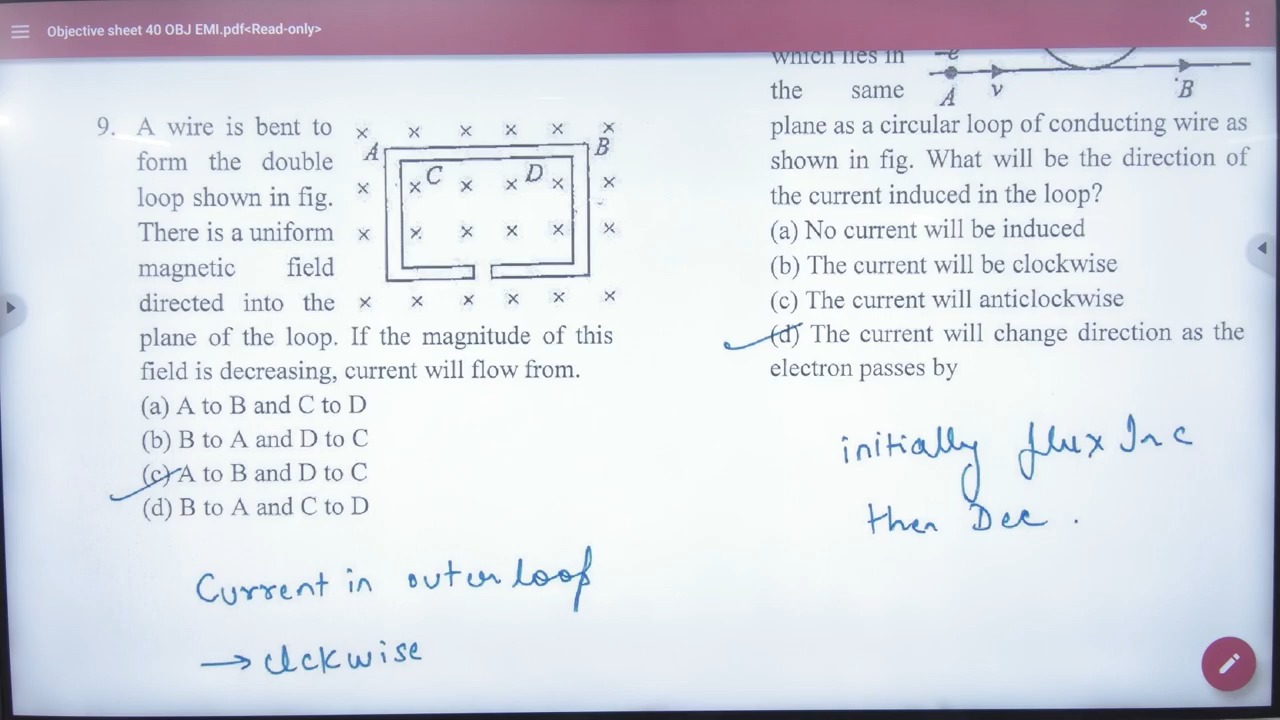 Objective sheet 40 OBJ EMI.pdf<Read-only>
9. A wire is bent to
form the double
loop shown in fig.
There is a uniform
magnetic field
directed into the
plane of the loop. If the magnitude of this
field is decreasing, current will flow from.
(a) A to B and C to D
(b) B to A and D to C
(c) A to B and D to C
(d) B to A and C to D
A
B
C
D
Current in outer loop
→ clckwise
which lies in
the same
plane as a circular loop of conducting wire as
shown in fig. What will be the direction of
the current induced in the loop?
(a) No current will be induced
(b) The current will be clockwise
(c) The current will anticlockwise
(d) The current will change direction as the
electron passes by
-e
A v B
initially flux Inc
then Dec .